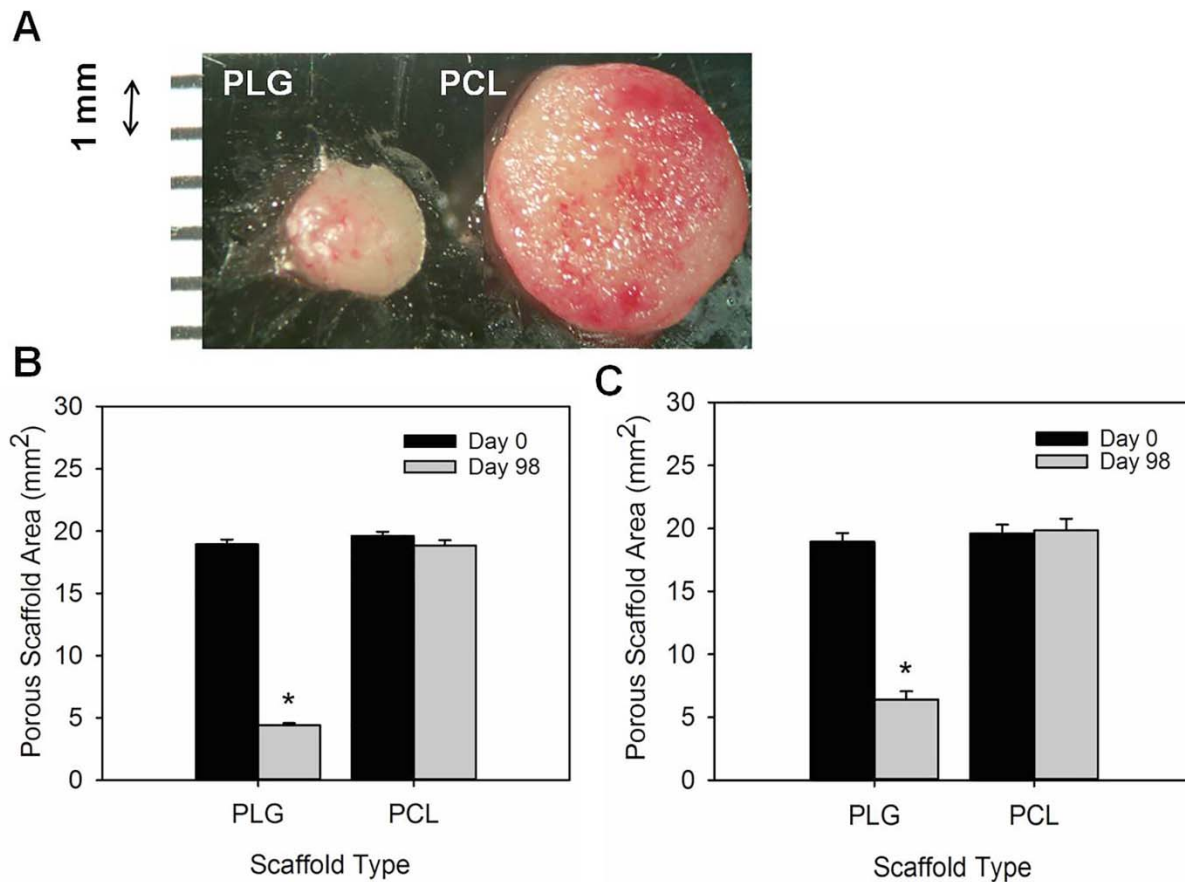 A
1 mm
PLG PCL
B
30
25
20
15
10
5
0
Porous Scaffold Area (mm²)
Day 0
Day 98
*
PLG PCL
Scaffold Type
C
30
25
20
15
10
5
0
Porous Scaffold Area (mm²)
Day 0
Day 98
*
PLG PCL
Scaffold Type